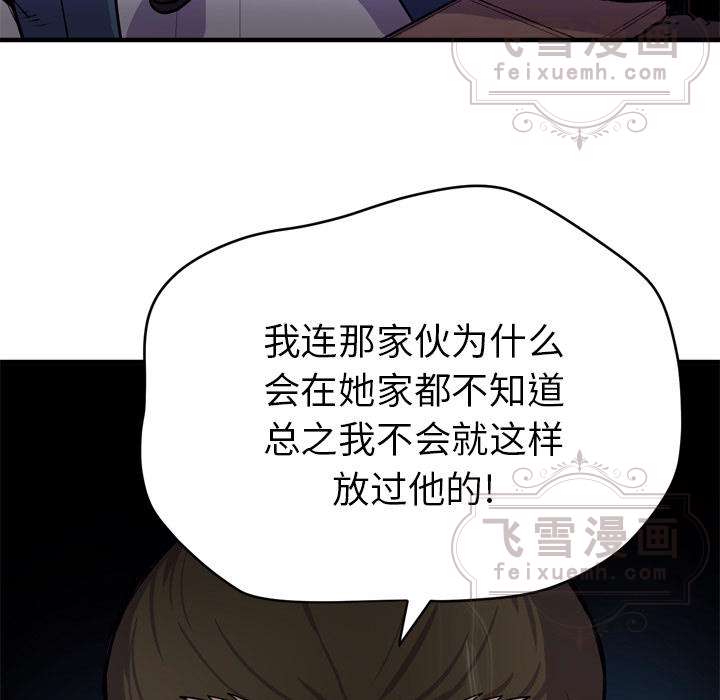 飞雪漫画
feixuemh.com
我连那家伙为什么
会在她家都不知道
总之我不会就这样
放过他的!
飞雪漫画
feixuemh.com